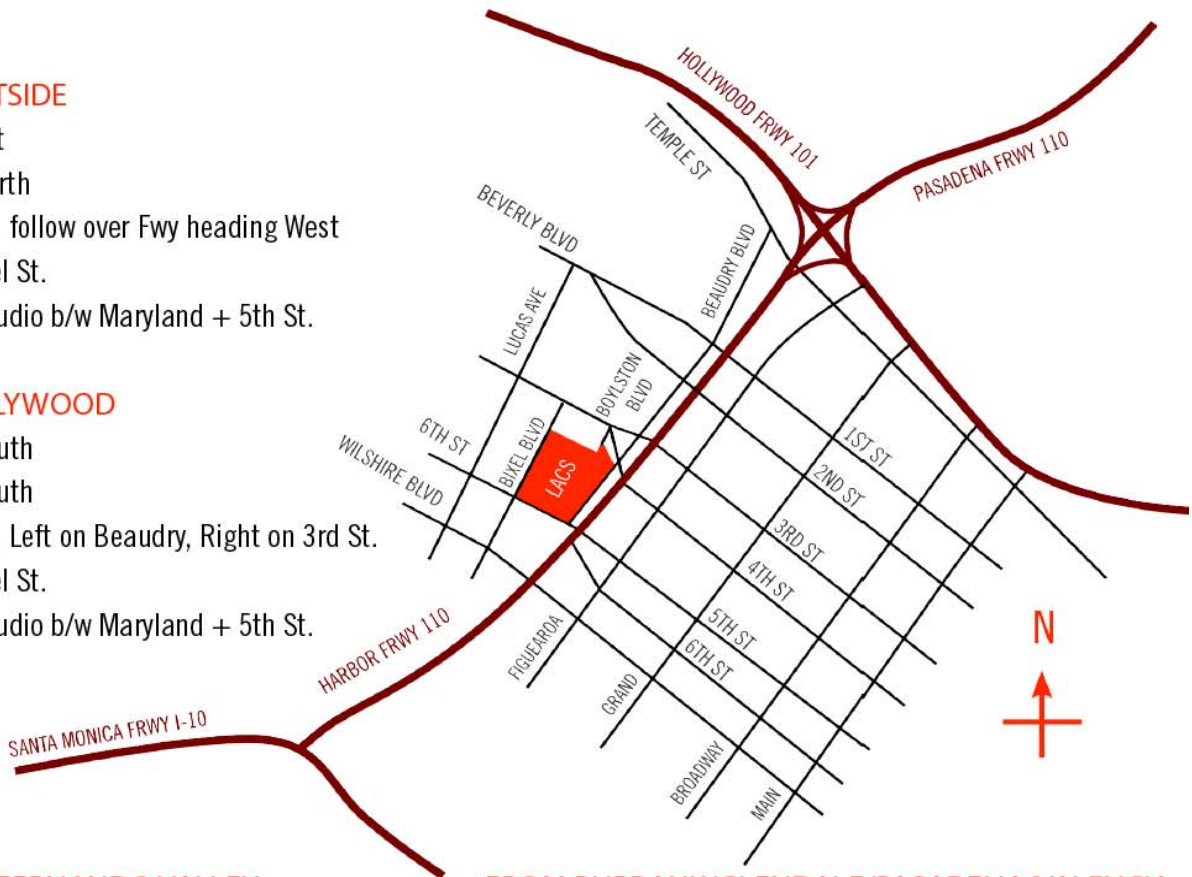 TSIDE
t
rth
follow over Fwy heading West
el St.
udio b/w Maryland + 5th St.
LYWOOD
uth
uth
Left on Beaudry, Right on 3rd St.
el St.
udio b/w Maryland + 5th St.
HOLLYWOOD FRWY 101
PASADENA FRWY 110
TEMPLE ST
BEVERLY BLVD
BEAUDRY BLVD
LUCAS AVE
BOYLSTON
BLVD
BIXEL BLVD
6TH ST
WILSHIRE BLVD
LACS
1ST ST
2ND ST
3RD ST
4TH ST
5TH ST
6TH ST
FIGUEAROA
GRAND
BROADWAY
MAIN
HARBOR FRWY 110
SANTA MONICA FRWY I-10
N